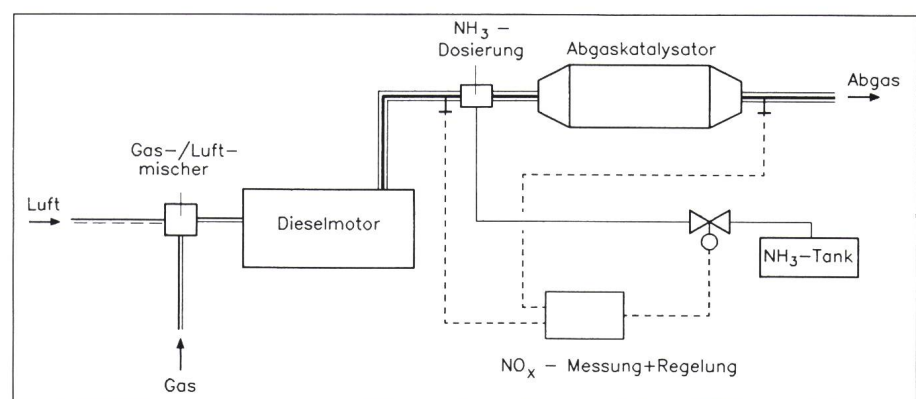 NH₃ –
Dosierung
Abgaskatalysator
Abgas
Gas–/Luft–
mischer
Luft
Dieselmotor
NH₃–Tank
NOₓ – Messung+Regelung
Gas